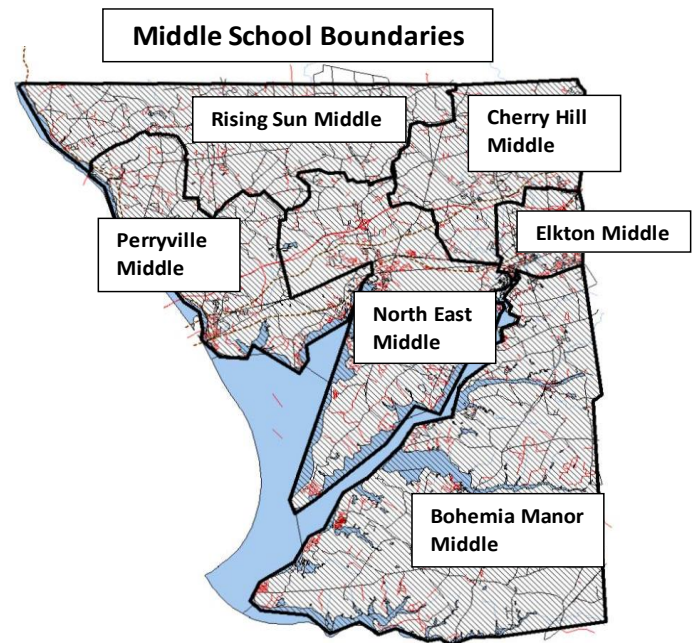 Middle School Boundaries
Rising Sun Middle
Cherry Hill
Middle
Perryville
Middle
Elkton Middle
North East
Middle
Bohemia Manor
Middle